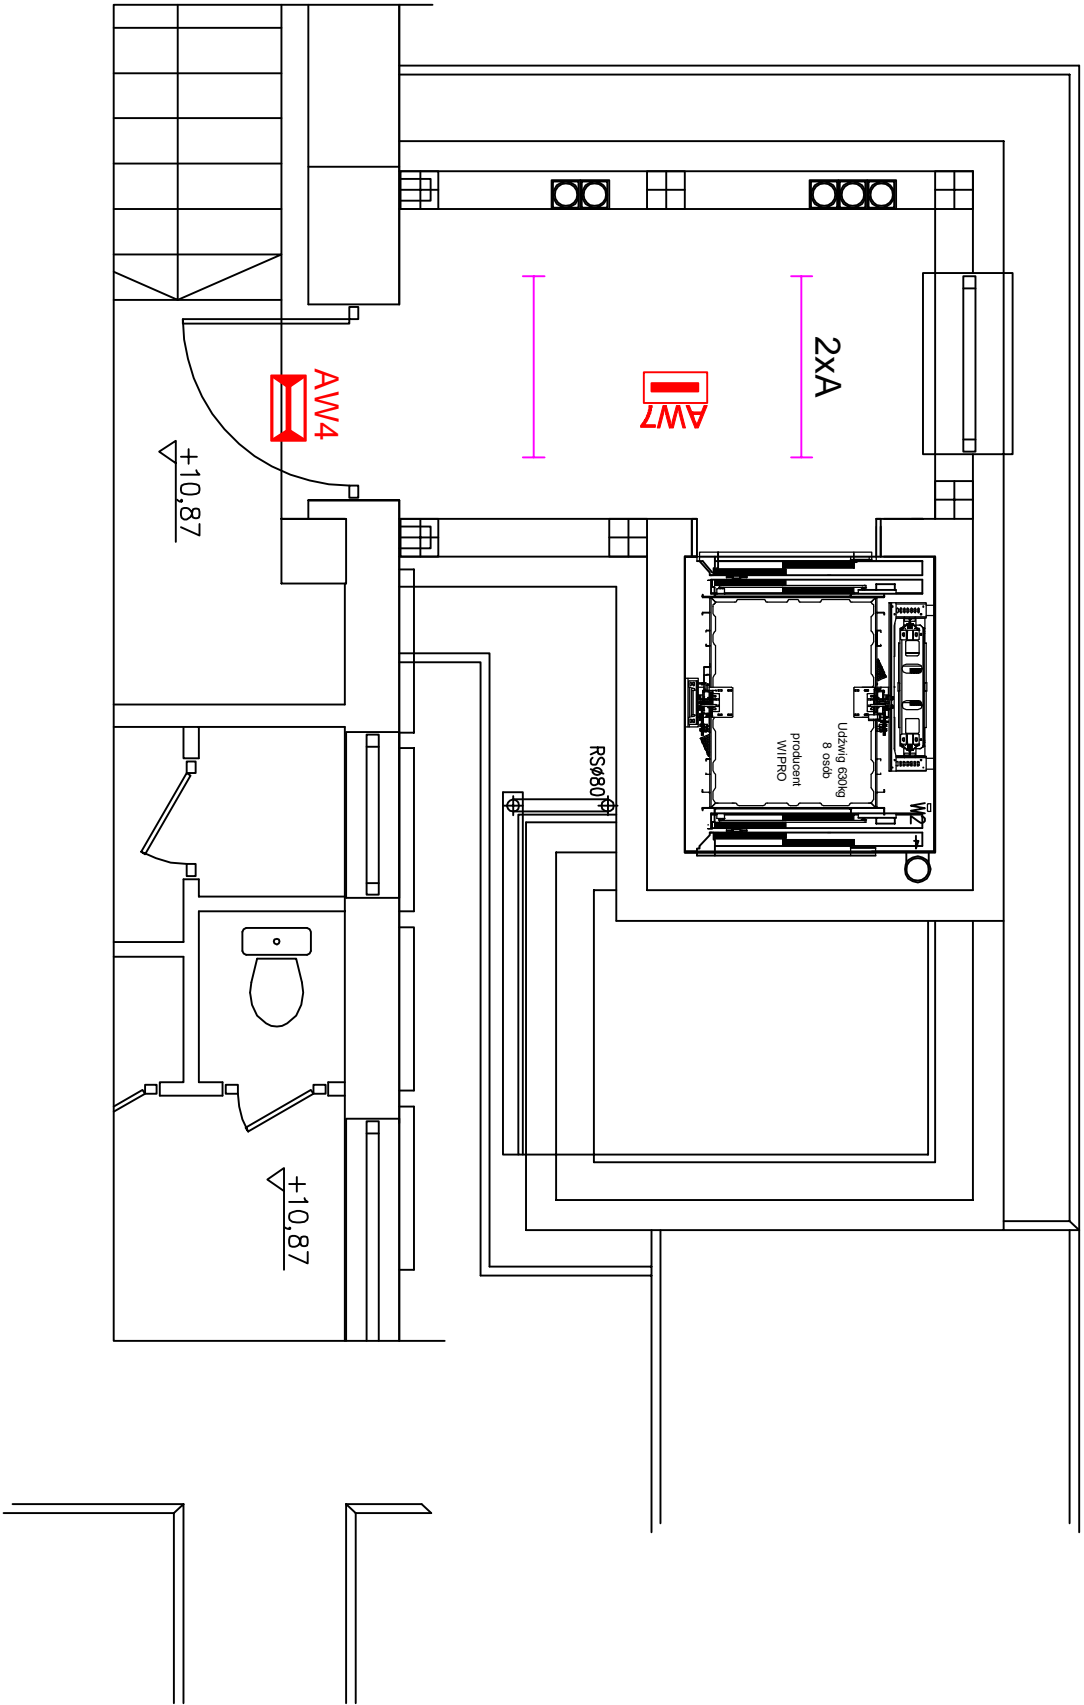 2xA
AW7
AW4
+10,87
Udźwig 630kg
8 osób
producent
WIPRO
W2
RSø80
+10,87